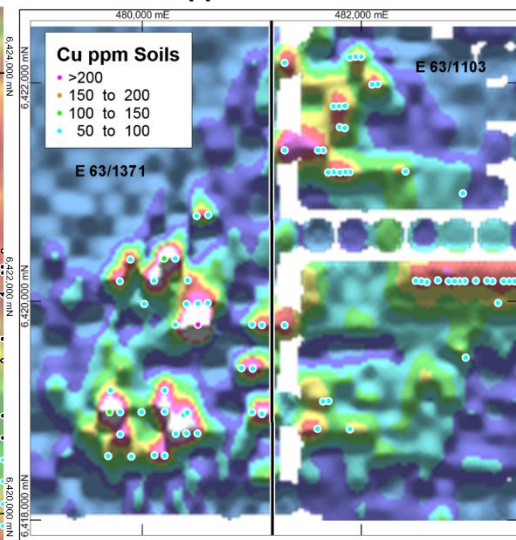 480,000 mE
482,000 mE
6,424,000 mN
6,422,000 mN
Cu ppm Soils
>200
150 to 200
100 to 150
50 to 100
E 63/1103
E 63/1371
6,422,000 mN
6,420,000 mN
6,420,000 mN
6,418,000 mN